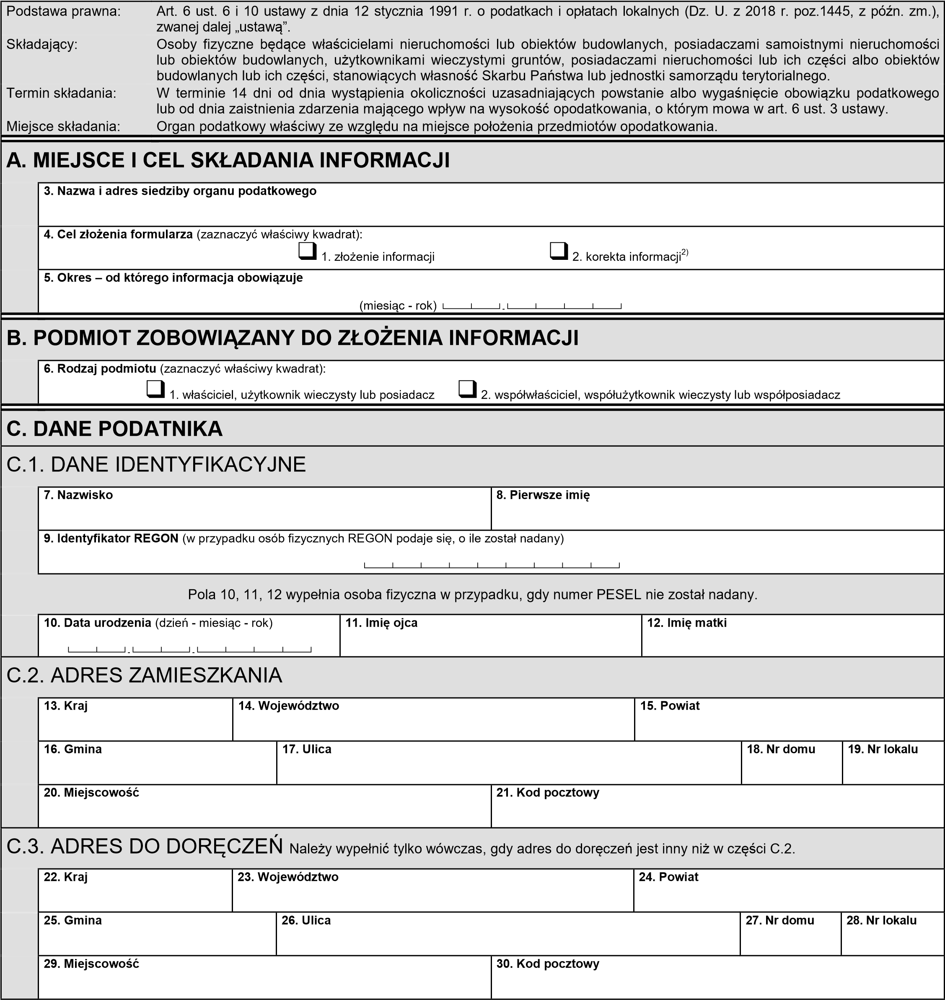 Podstawa prawna: Art. 6 ust. 6 i 10 ustawy z dnia 12 stycznia 1991 r. o podatkach i opłatach lokalnych (Dz. U. z 2018 r. poz.1445, z późn. zm.),
zwanej dalej „ustawą”.
Składający: Osoby fizyczne będące właścicielami nieruchomości lub obiektów budowlanych, posiadaczami samoistnymi nieruchomości
lub obiektów budowlanych, użytkownikami wieczystymi gruntów, posiadaczami nieruchomości lub ich części albo obiektów
budowlanych lub ich części, stanowiących własność Skarbu Państwa lub jednostki samorządu terytorialnego.
Termin składania: W terminie 14 dni od dnia wystąpienia okoliczności uzasadniających powstanie albo wygaśnięcie obowiązku podatkowego
lub od dnia zaistnienia zdarzenia mającego wpływ na wysokość opodatkowania, o którym mowa w art. 6 ust. 3 ustawy.
Miejsce składania: Organ podatkowy właściwy ze względu na miejsce położenia przedmiotów opodatkowania.
A. MIEJSCE I CEL SKŁADANIA INFORMACJI
3. Nazwa i adres siedziby organu podatkowego
4. Cel złożenia formularza (zaznaczyć właściwy kwadrat):
1. złożenie informacji 2. korekta informacji2)
5. Okres – od którego informacja obowiązuje
(miesiąc - rok) -
B. PODMIOT ZOBOWIĄZANY DO ZŁOŻENIA INFORMACJI
6. Rodzaj podmiotu (zaznaczyć właściwy kwadrat):
1. właściciel, użytkownik wieczysty lub posiadacz 2. współwłaściciel, współużytkownik wieczysty lub współposiadacz
C. DANE PODATNIKA
C.1. DANE IDENTYFIKACYJNE
7. Nazwisko 8. Pierwsze imię
9. Identyfikator REGON (w przypadku osób fizycznych REGON podaje się, o ile został nadany)
Pola 10, 11, 12 wypełnia osoba fizyczna w przypadku, gdy numer PESEL nie został nadany.
10. Data urodzenia (dzień - miesiąc - rok) 11. Imię ojca 12. Imię matki
- -
C.2. ADRES ZAMIESZKANIA
13. Kraj 14. Województwo 15. Powiat
16. Gmina 17. Ulica 18. Nr domu 19. Nr lokalu
20. Miejscowość 21. Kod pocztowy
C.3. ADRES DO DORĘCZEŃ Należy wypełnić tylko wówczas, gdy adres do doręczeń jest inny niż w części C.2.
22. Kraj 23. Województwo 24. Powiat
25. Gmina 26. Ulica 27. Nr domu 28. Nr lokalu
29. Miejscowość 30. Kod pocztowy